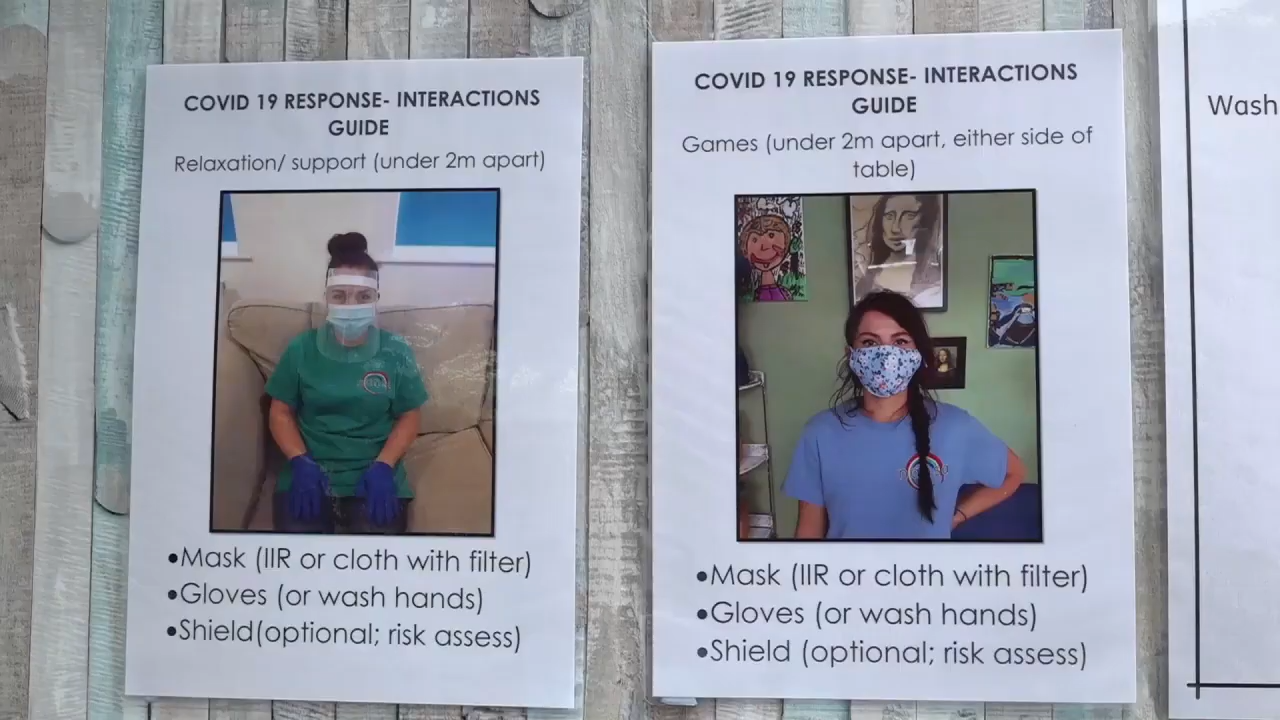 COVID 19 RESPONSE- INTERACTIONS
GUIDE
Relaxation/ support (under 2m apart)
•Mask (IIR or cloth with filter)
•Gloves (or wash hands)
•Shield(optional; risk assess)
COVID 19 RESPONSE- INTERACTIONS
GUIDE
Games (under 2m apart, either side of
table)
•Mask (IIR or cloth with filter)
•Gloves (or wash hands)
•Shield (optional; risk assess)
Wash